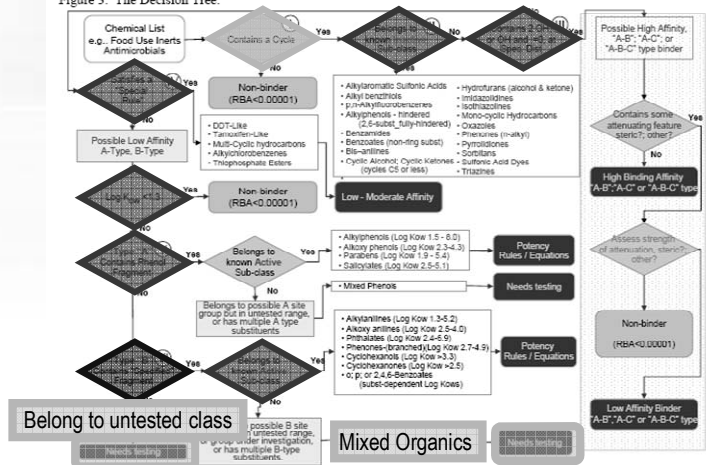 Figure 3. The Decision Tree.
Chemical List
e.g.. Food Use Inerts
Antimicrobials
Contains a Cycle
Yes
Yes
Yes
Possible High Affinity,
"A-B"; "A-C"; or
"A-B-C" type binder
No
Non-binder
(RBA<0.00001)
Yes
No
Possible Low Affinity
A-Type, B-Type
• DDT-Like
• Tamoxifen-Like
• Multi-Cyclic hydrocarbons
• Alkylchlorobenzenes
• Thiophosphate Esters
• Alkylaromatic Sulfonic Acids
• Alkyl benzthiols
• p,n-Alkylfluorobenzenes
• Alkylphenols - hindered
(2,6-subst_fully-hindered)
• Benzamides
• Benzoates (non-ring subst)
• Bis-anilines
• Cyclic Alcohol; Cyclic Ketones
(cycles C5 or less)
• Hydrofurans (alcohol & ketone)
• Imidazolidines
• Isothiazolines
• Mono-cyclic Hydrocarbons
• Oxazoles
• Phenones (n-alkyl)
• Pyrrolidiones
• Sorbitans
• Sulfonic Acid Dyes
• Triazines
Contains some
attenuating feature
steric?; other?
Yes
No
High Binding Affinity
"A-B";"A-C" or "A-B-C" type
Yes
Non-binder
(RBA<0.00001)
Low - Moderate Affinity
No
Assess strength
of attenuation, steric?;
other?
Yes
Belongs to
known Active
Sub-class
Yes
• Alkylphenols (Log Kow 1.5 - 6.0)
• Alkoxy phenols (Log Kow 2.3-4.3)
• Parabens (Log Kow 1.9 - 5.4)
• Salicylates (Log Kow 2.5-5.1)
Potency
Rules / Equations
No
No
• Mixed Phenols
Needs testing
Belongs to possible A site
group but in untested range,
or has multiple A type
substituents
Non-binder
(RBA<0.00001)
Yes
Yes
• Alkylanilines (Log Kow 1.3-5.2)
• Alkoxy anilines (Log Kow 2.5-4.0)
• Phthalates (Log Kow 2.4-5.9)
• Phenones-(branched)(Log Kow 2.7-4.9)
• Cyclohexanols (Log Kow >3.3)
• Cyclohexanones (Log Kow >2.5)
• o; p; or 2,4,6-Benzoates
(subst-dependent Log Kows)
Potency
Rules / Equations
No
Low Affinity Binder
"A-B","A-C" or "A-B-C" type
Belong to untested class
possible B site
untested range,
or group under investigation,
or has multiple B-type
substituents.
Mixed Organics
Needs testing
Needs testing